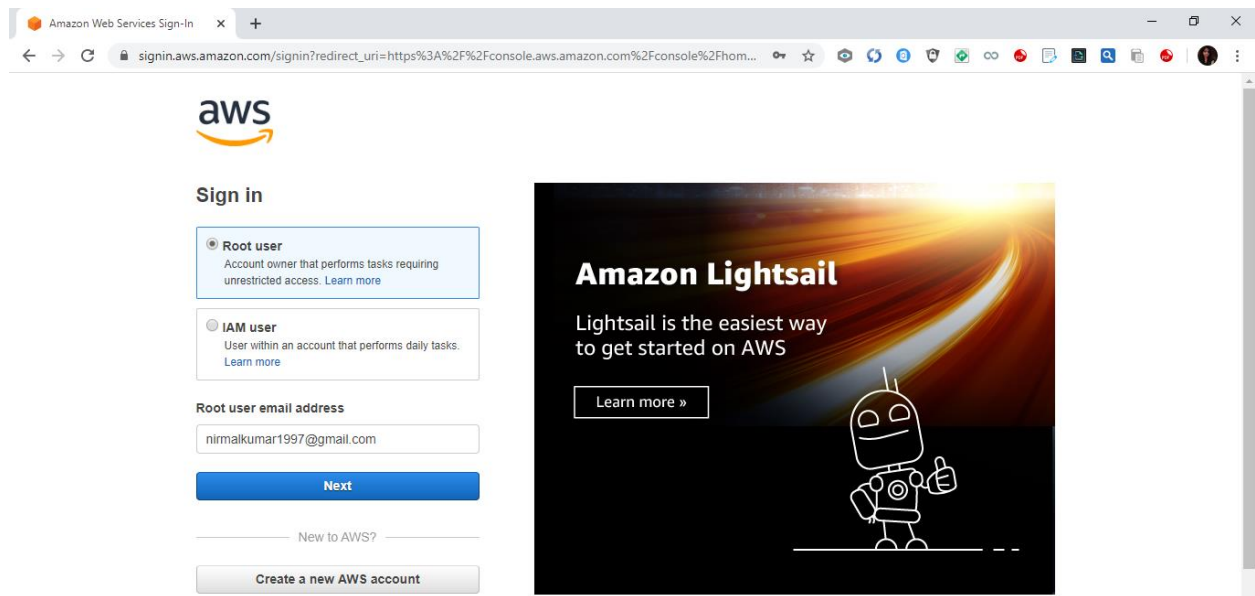 Amazon Web Services Sign-In
signin.aws.amazon.com/signin?redirect_uri=https%3A%2F%2Fconsole.aws.amazon.com%2Fconsole%2Fhom...
aws
Sign in
Root user
Account owner that performs tasks requiring
unrestricted access. Learn more
IAM user
User within an account that performs daily tasks.
Learn more
Root user email address
nirmalkumar1997@gmail.com
Next
New to AWS?
Create a new AWS account
Amazon Lightsail
Lightsail is the easiest way
to get started on AWS
Learn more »